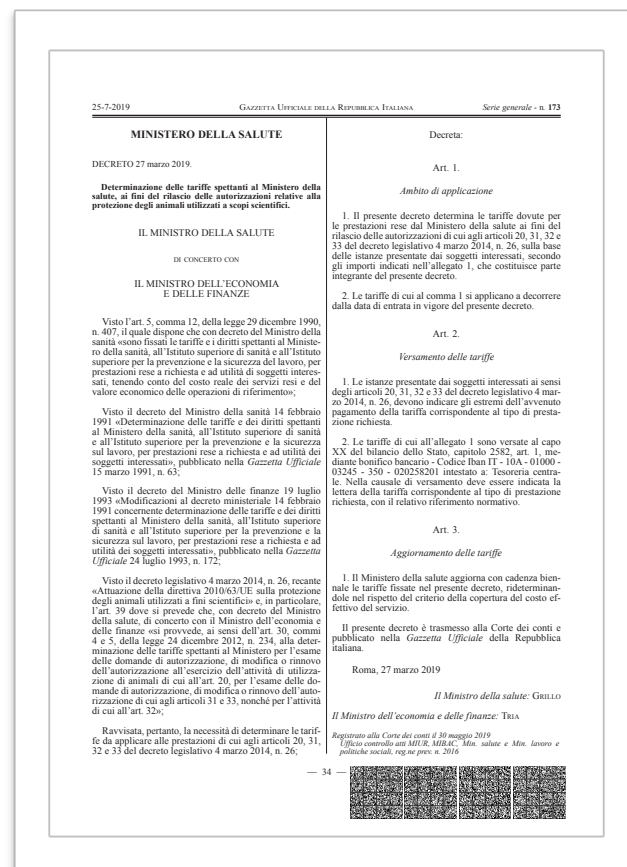 25-7-2019
GAZZETTA UFFICIALE DELLA REPUBBLICA ITALIANA
Serie generale - n. 173
MINISTERO DELLA SALUTE
DECRETO 27 marzo 2019.
Determinazione delle tariffe spettanti al Ministero della
salute, ai fini del rilascio delle autorizzazioni relative alla
protezione degli animali utilizzati a scopi scientifici.
IL MINISTRO DELLA SALUTE
DI CONCERTO CON
IL MINISTRO DELL'ECONOMIA
E DELLE FINANZE
Visto l'art. 5, comma 12, della legge 29 dicembre 1990,
n. 407, il quale dispone che con decreto del Ministro della
sanità «sono fissati le tariffe e i diritti spettanti al Ministe-
ro della sanità, all'Istituto superiore di sanità e all'Istituto
superiore per la prevenzione e la sicurezza del lavoro, per
prestazioni rese a richiesta e ad utilità di soggetti interes-
sati, tenendo conto del costo reale dei servizi resi e del
valore economico delle operazioni di riferimento»;
Visto il decreto del Ministro della sanità 14 febbraio
1991 «Determinazione delle tariffe e dei diritti spettanti
al Ministero della sanità, all'Istituto superiore di sanità
e all'Istituto superiore per la prevenzione e la sicurezza
sul lavoro, per prestazioni rese a richiesta e ad utilità dei
soggetti interessati», pubblicato nella Gazzetta Ufficiale
15 marzo 1991, n. 63;
Visto il decreto del Ministro delle finanze 19 luglio
1993 «Modificazioni al decreto ministeriale 14 febbraio
1991 concernente determinazione delle tariffe e dei diritti
spettanti al Ministero della sanità, all'Istituto superiore
di sanità e all'Istituto superiore per la prevenzione e la
sicurezza sul lavoro, per prestazioni rese a richiesta e ad
utilità dei soggetti interessati», pubblicato nella Gazzetta
Ufficiale 24 luglio 1993, n. 172;
Visto il decreto legislativo 4 marzo 2014, n. 26, recante
«Attuazione della direttiva 2010/63/UE sulla protezione
degli animali utilizzati a fini scientifici» e, in particolare,
l'art. 39 dove si prevede che, con decreto del Ministro
della salute, di concerto con il Ministro dell'economia e
delle finanze «si provvede, ai sensi dell'art. 30, commi
4 e 5, della legge 24 dicembre 2012, n. 234, alla deter-
minazione delle tariffe spettanti al Ministero per l'esame
delle domande di autorizzazione, di modifica o rinnovo
dell'autorizzazione all'esercizio dell'attività di utilizza-
zione di animali di cui all'art. 20, per l'esame delle do-
mande di autorizzazione, di modifica o rinnovo dell'auto-
rizzazione di cui agli articoli 31 e 33, nonché per l'attività
di cui all'art. 32»;
Ravvisata, pertanto, la necessità di determinare le tarif-
fe da applicare alle prestazioni di cui agli articoli 20, 31,
32 e 33 del decreto legislativo 4 marzo 2014, n. 26;
Decreta:
Art. 1.
Ambito di applicazione
1. Il presente decreto determina le tariffe dovute per
le prestazioni rese dal Ministero della salute ai fini del
rilascio delle autorizzazioni di cui agli articoli 20, 31, 32 e
33 del decreto legislativo 4 marzo 2014, n. 26, sulla base
delle istanze presentate dai soggetti interessati, secondo
gli importi indicati nell'allegato 1, che costituisce parte
integrante del presente decreto.
2. Le tariffe di cui al comma 1 si applicano a decorrere
dalla data di entrata in vigore del presente decreto.
Art. 2.
Versamento delle tariffe
1. Le istanze presentate dai soggetti interessati ai sensi
degli articoli 20, 31, 32 e 33 del decreto legislativo 4 mar-
zo 2014, n. 26, devono indicare gli estremi dell'avvenuto
pagamento della tariffa corrispondente al tipo di presta-
zione richiesta.
2. Le tariffe di cui all'allegato 1 sono versate al capo
XX del bilancio dello Stato, capitolo 2582, art. 1, me-
diante bonifico bancario - Codice Iban IT - 10A - 01000 -
03245 - 350 - 020258201 intestato a: Tesoreria centra-
le. Nella causale di versamento deve essere indicata la
lettera della tariffa corrispondente al tipo di prestazione
richiesta, con il relativo riferimento normativo.
Art. 3.
Aggiornamento delle tariffe
1. Il Ministero della salute aggiorna con cadenza bien-
nale le tariffe fissate nel presente decreto, rideterminan-
dole nel rispetto del criterio della copertura del costo ef-
fettivo del servizio.
Il presente decreto è trasmesso alla Corte dei conti e
pubblicato nella Gazzetta Ufficiale della Repubblica
italiana.
Roma, 27 marzo 2019
Il Ministro della salute: GRILLO
Il Ministro dell'economia e delle finanze: TRIA
Registrato alla Corte dei conti il 30 maggio 2019
Ufficio controllo atti MIUR, MIBAC, Min. salute e Min. lavoro e
politiche sociali, reg.ne prev. n. 2016
— 34 —